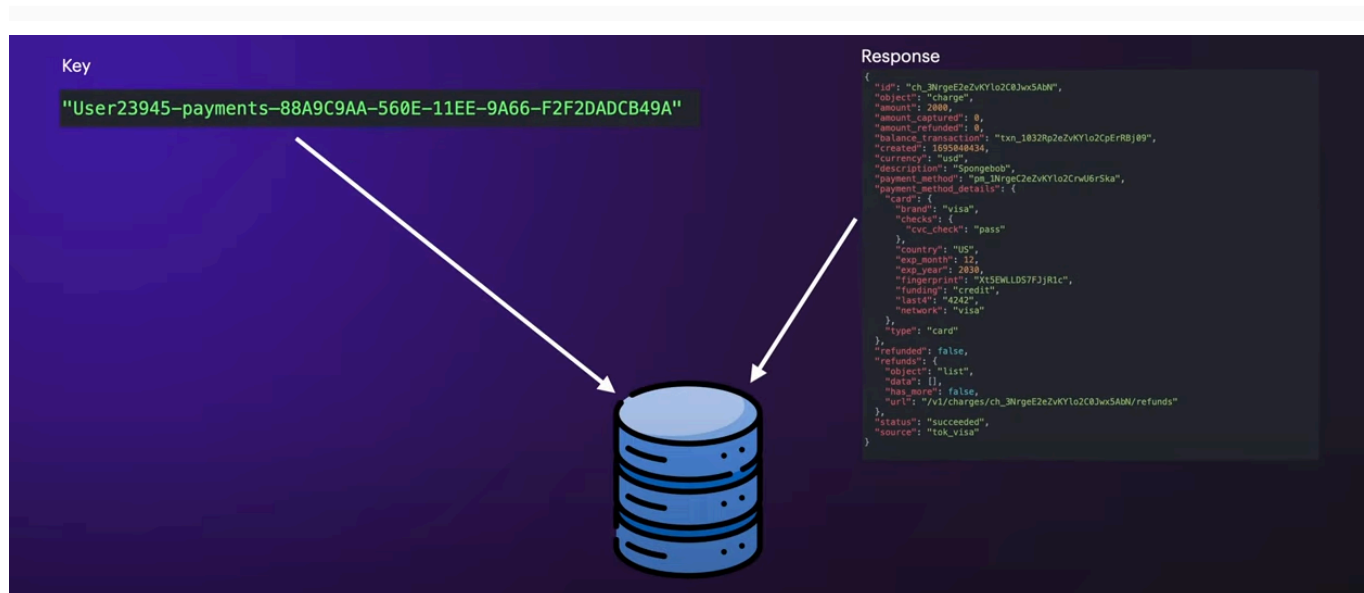 Key
"User23945-payments-88A9C9AA-560E-11EE-9A66-F2F2DADCB49A"
Response
{
"id": "ch_3NrgeE2eZvKYlo2C0Jwx5AbN",
"object": "charge",
"amount": 2000,
"amount_captured": 0,
"amount_refunded": 0,
"balance_transaction": "txn_1032Rp2eZvKYlo2CpErRBj09",
"created": 1695040434,
"currency": "usd",
"description": "Spongebob",
"payment_method": "pm_1NrgeC2eZvKYlo2CrwU6rSka",
"payment_method_details": {
"card": {
"brand": "visa",
"checks": {
"cvc_check": "pass"
},
"country": "US",
"exp_month": 12,
"exp_year": 2030,
"fingerprint": "Xt5EWLLDS7FJjR1c",
"funding": "credit",
"last4": "4242",
"network": "visa"
},
"type": "card"
},
"refunded": false,
"refunds": {
"object": "list",
"data": [],
"has_more": false,
"url": "/v1/charges/ch_3NrgeE2eZvKYlo2C0Jwx5AbN/refunds"
},
"status": "succeeded",
"source": "tok_visa"
}